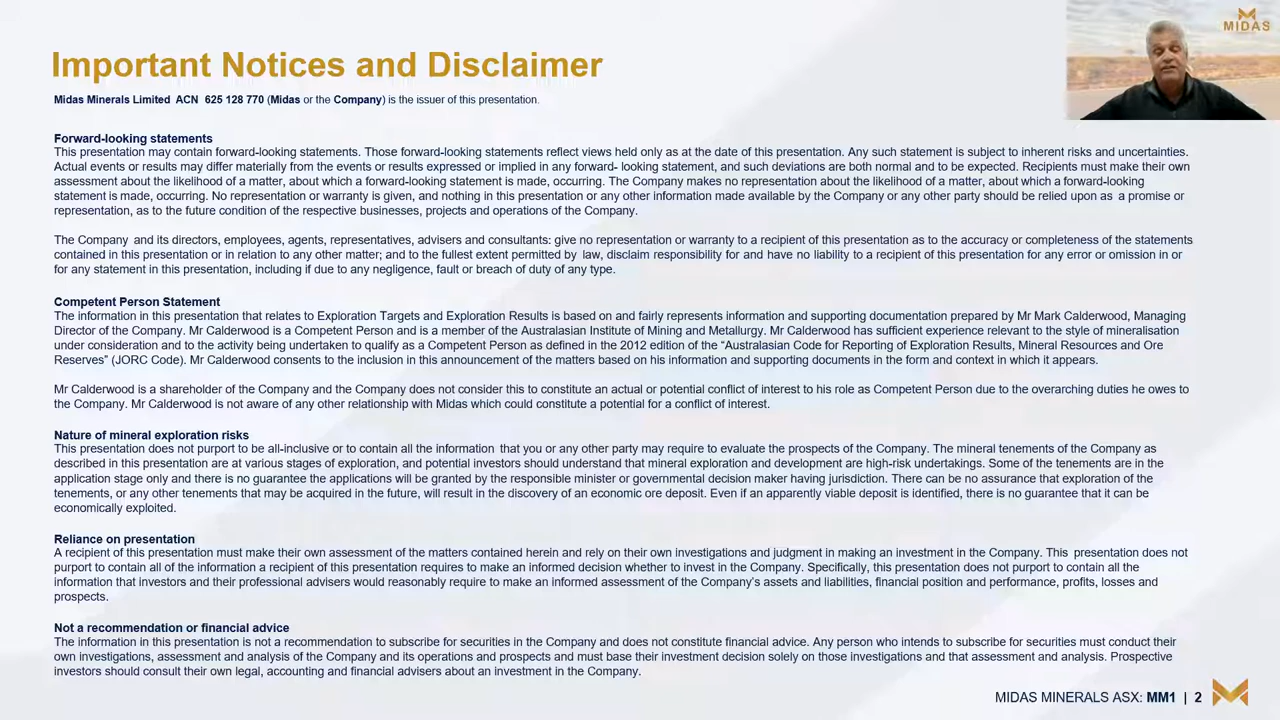 MIDAS
Important Notices and Disclaimer
Midas Minerals Limited ACN 625 128 770 (Midas or the Company) is the issuer of this presentation.
Forward-looking statements
This presentation may contain forward-looking statements. Those forward-looking statements reflect views held only as at the date of this presentation. Any such statement is subject to inherent risks and uncertainties.
Actual events or results may differ materially from the events or results expressed or implied in any forward- looking statement, and such deviations are both normal and to be expected. Recipients must make their own
assessment about the likelihood of a matter, about which a forward-looking statement is made, occurring. The Company makes no representation about the likelihood of a matter, about which a forward-looking
statement is made, occurring. No representation or warranty is given, and nothing in this presentation or any other information made available by the Company or any other party should be relied upon as a promise or
representation, as to the future condition of the respective businesses, projects and operations of the Company.
The Company and its directors, employees, agents, representatives, advisers and consultants: give no representation or warranty to a recipient of this presentation as to the accuracy or completeness of the statements
contained in this presentation or in relation to any other matter; and to the fullest extent permitted by law, disclaim responsibility for and have no liability to a recipient of this presentation for any error or omission in or
for any statement in this presentation, including if due to any negligence, fault or breach of duty of any type.
Competent Person Statement
The information in this presentation that relates to Exploration Targets and Exploration Results is based on and fairly represents information and supporting documentation prepared by Mr Mark Calderwood, Managing
Director of the Company. Mr Calderwood is a Competent Person and is a member of the Australasian Institute of Mining and Metallurgy. Mr Calderwood has sufficient experience relevant to the style of mineralisation
under consideration and to the activity being undertaken to qualify as a Competent Person as defined in the 2012 edition of the “Australasian Code for Reporting of Exploration Results, Mineral Resources and Ore
Reserves” (JORC Code). Mr Calderwood consents to the inclusion in this announcement of the matters based on his information and supporting documents in the form and context in which it appears.
Mr Calderwood is a shareholder of the Company and the Company does not consider this to constitute an actual or potential conflict of interest to his role as Competent Person due to the overarching duties he owes to
the Company. Mr Calderwood is not aware of any other relationship with Midas which could constitute a potential for a conflict of interest.
Nature of mineral exploration risks
This presentation does not purport to be all-inclusive or to contain all the information that you or any other party may require to evaluate the prospects of the Company. The mineral tenements of the Company as
described in this presentation are at various stages of exploration, and potential investors should understand that mineral exploration and development are high-risk undertakings. Some of the tenements are in the
application stage only and there is no guarantee the applications will be granted by the responsible minister or governmental decision maker having jurisdiction. There can be no assurance that exploration of the
tenements, or any other tenements that may be acquired in the future, will result in the discovery of an economic ore deposit. Even if an apparently viable deposit is identified, there is no guarantee that it can be
economically exploited.
Reliance on presentation
A recipient of this presentation must make their own assessment of the matters contained herein and rely on their own investigations and judgment in making an investment in the Company. This presentation does not
purport to contain all of the information a recipient of this presentation requires to make an informed decision whether to invest in the Company. Specifically, this presentation does not purport to contain all the
information that investors and their professional advisers would reasonably require to make an informed assessment of the Company’s assets and liabilities, financial position and performance, profits, losses and
prospects.
Not a recommendation or financial advice
The information in this presentation is not a recommendation to subscribe for securities in the Company and does not constitute financial advice. Any person who intends to subscribe for securities must conduct their
own investigations, assessment and analysis of the Company and its operations and prospects and must base their investment decision solely on those investigations and that assessment and analysis. Prospective
investors should consult their own legal, accounting and financial advisers about an investment in the Company.
MIDAS MINERALS ASX: MM1 | 2